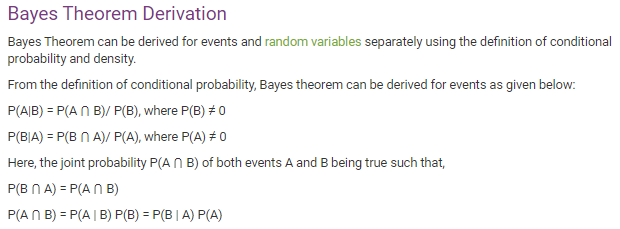 Bayes Theorem Derivation
Bayes Theorem can be derived for events and random variables separately using the definition of conditional
probability and density.
From the definition of conditional probability, Bayes theorem can be derived for events as given below:
P(A|B) = P(A ⋂ B)/ P(B), where P(B) ≠ 0
P(B|A) = P(B ⋂ A)/ P(A), where P(A) ≠ 0
Here, the joint probability P(A ⋂ B) of both events A and B being true such that,
P(B ⋂ A) = P(A ⋂ B)
P(A ⋂ B) = P(A | B) P(B) = P(B | A) P(A)